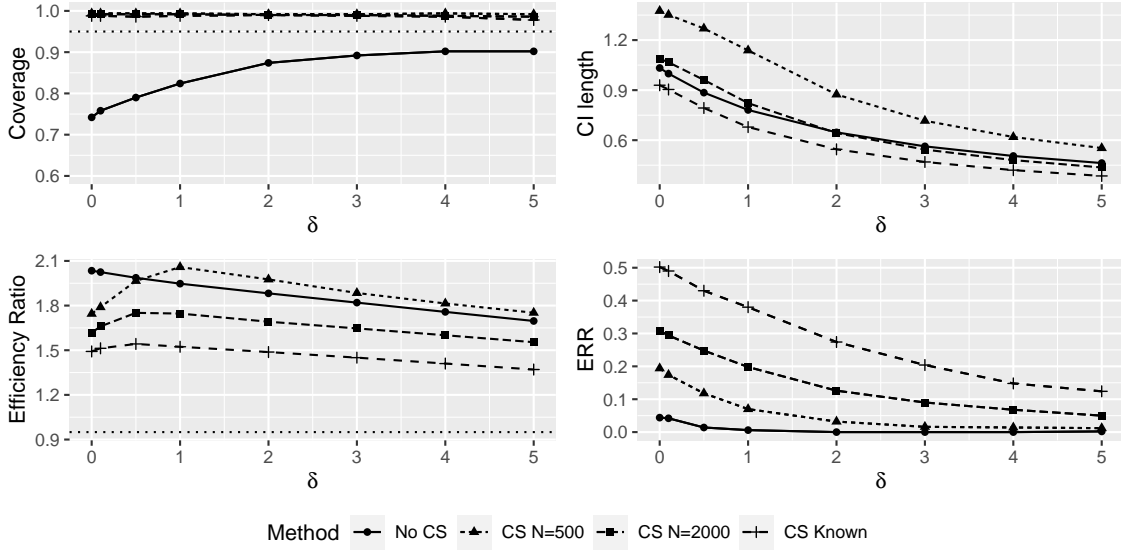 1.0
0.9
0.8
0.7
0.6
Coverage
0 1 2 3 4 5
δ
1.2
0.9
0.6
CI length
0 1 2 3 4 5
δ
2.1
1.8
1.5
1.2
0.9
Efficiency Ratio
0 1 2 3 4 5
δ
0.5
0.4
0.3
0.2
0.1
0.0
ERR
0 1 2 3 4 5
δ
Method No CS CS N=500 CS N=2000 CS Known